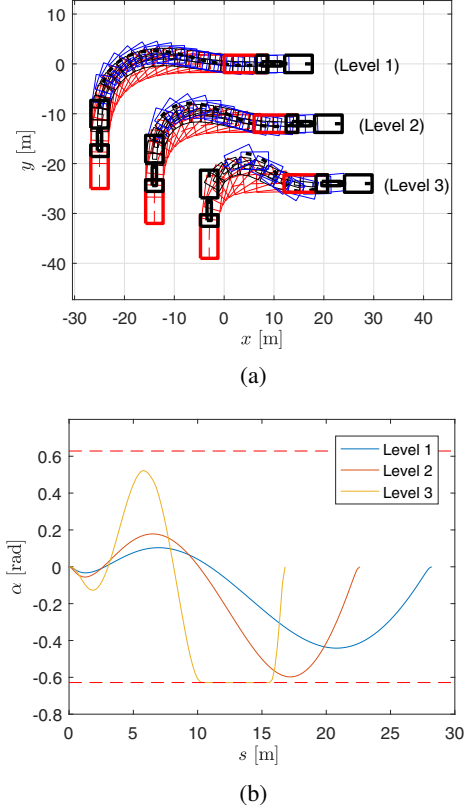 10
0
-10
-20
-30
-40
y [m]
(Level 1)
(Level 2)
(Level 3)
-30 -20 -10 0 10 20 30 40
x [m]
(a)
0.6
0.4
0.2
0
-0.2
-0.4
-0.6
-0.8
α [rad]
Level 1
Level 2
Level 3
0 5 10 15 20 25 30
s [m]
(b)